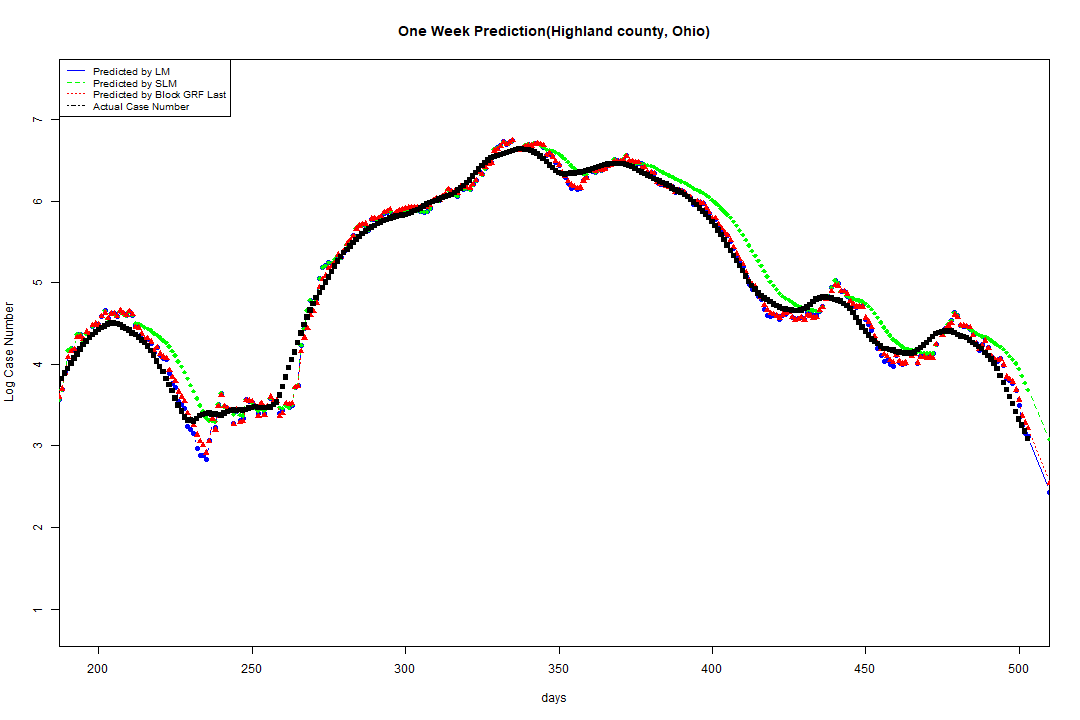 One Week Prediction(Highland county, Ohio)
Predicted by LM
Predicted by SLM
Predicted by Block GRF Last
Actual Case Number
Log Case Number
7
6
5
4
3
2
1
200 250 300 350 400 450 500
days